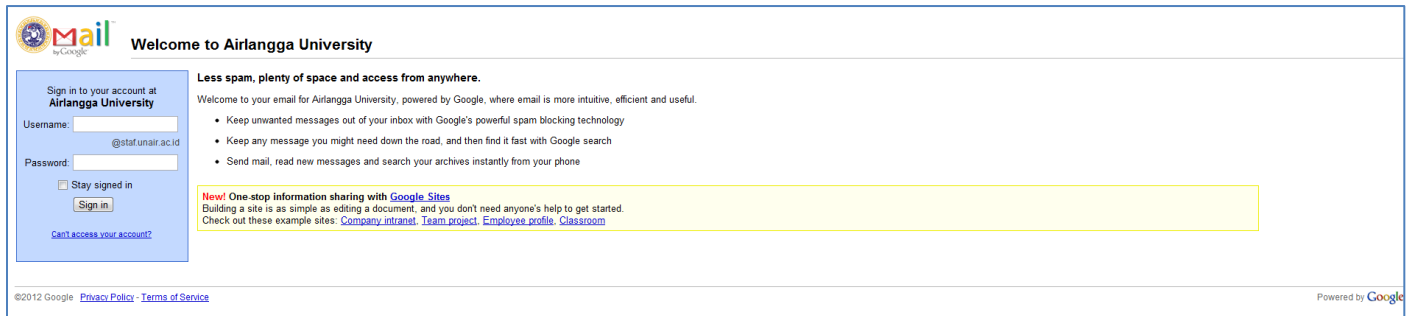 Mail
by Google
Welcome to Airlangga University
Sign in to your account at
Airlangga University
Username:
@staf.unair.ac.id
Password:
Stay signed in
Sign in
Can't access your account?
Less spam, plenty of space and access from anywhere.
Welcome to your email for Airlangga University, powered by Google, where email is more intuitive, efficient and useful.
• Keep unwanted messages out of your inbox with Google's powerful spam blocking technology
• Keep any message you might need down the road, and then find it fast with Google search
• Send mail, read new messages and search your archives instantly from your phone
New! One-stop information sharing with Google Sites
Building a site is as simple as editing a document, and you don't need anyone's help to get started.
Check out these example sites: Company intranet, Team project, Employee profile, Classroom
©2012 Google Privacy Policy - Terms of Service
Powered by Google